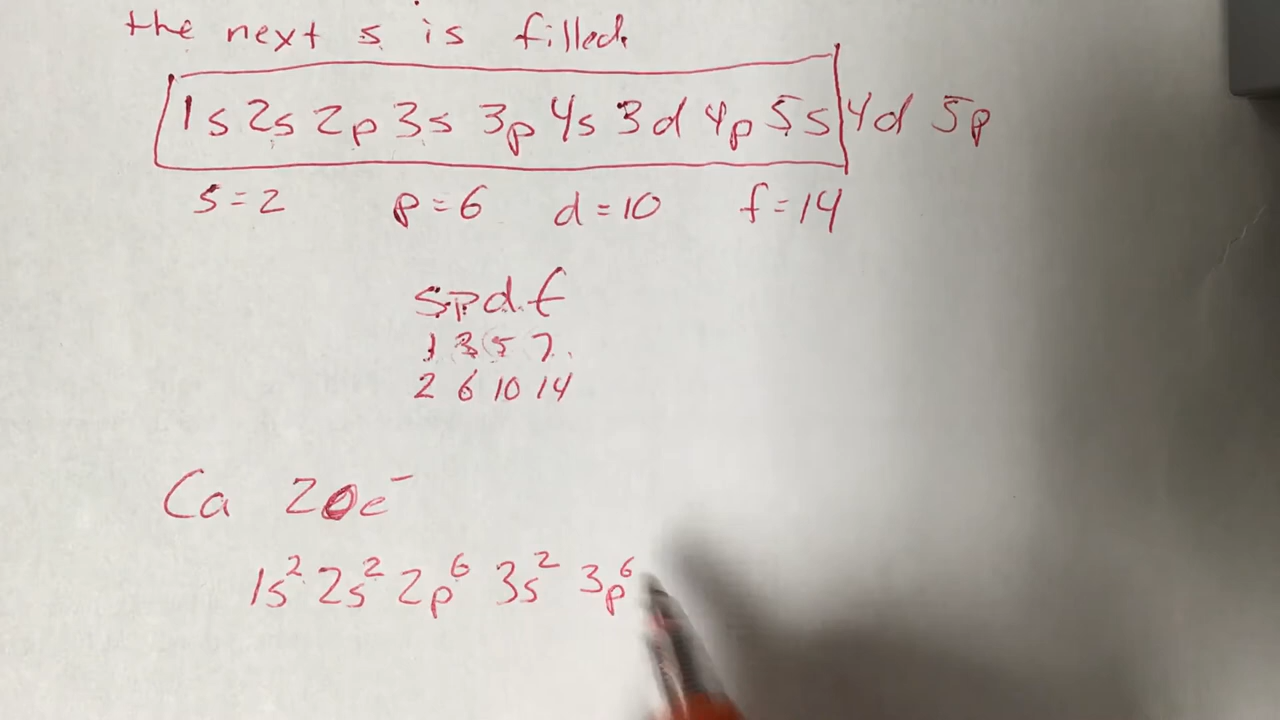 the next s is filled.
1s 2s 2p 3s 3p 4s 3d 4p 5s 4d 5p
s=2 p=6 d=10 f=14
s p d f
1 3 5 7
2 6 10 14
Ca 20e⁻
1s² 2s² 2p⁶ 3s² 3p⁶